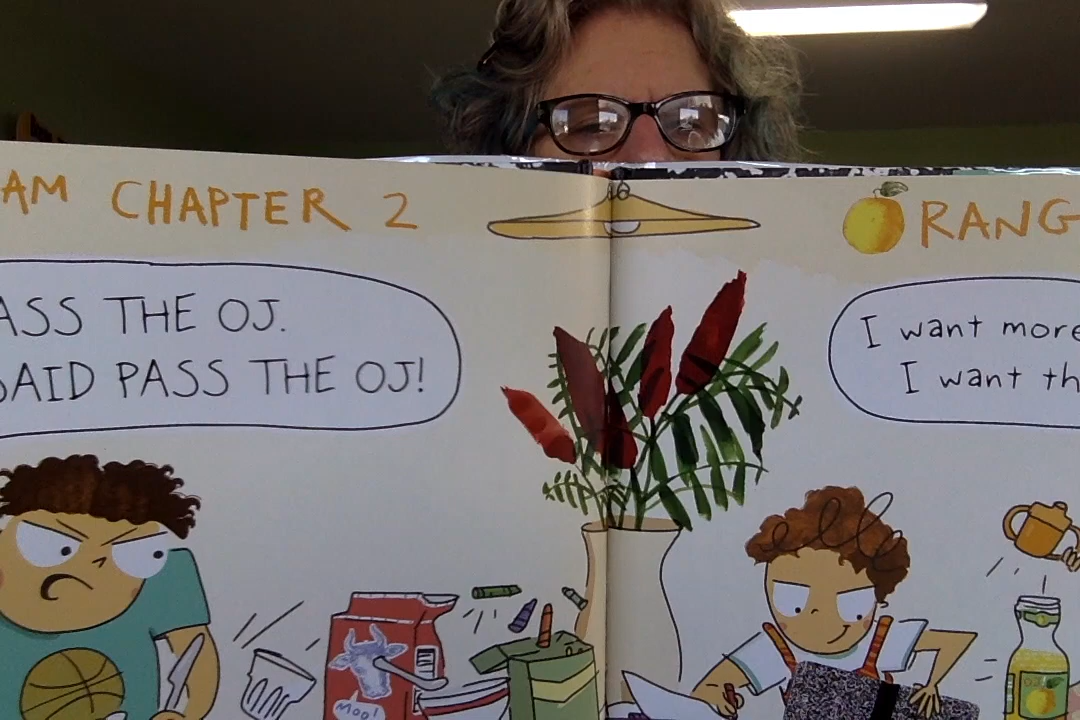 AM CHAPTER 2
ASS THE OJ.
SAID PASS THE OJ!
RANG
I want more
I want th
Moo!